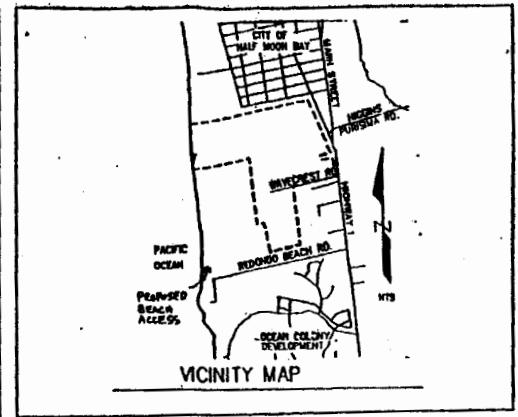 CITY OF
HALF MOON BAY
MAIN STREET
HIGGINS
PURISMA RD.
WAVECREST RD.
HIGHWAY 1
PACIFIC
OCEAN
REDONDO BEACH RD.
PROPOSED
BEACH
ACCESS
N
NTS
OCEAN COLONY
DEVELOPMENT
VICINITY MAP